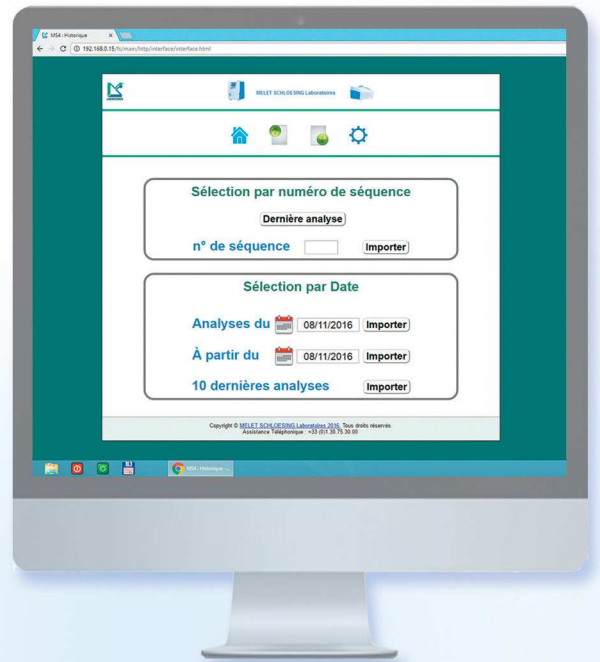 MS4 : Historique
192.168.0.15/fs/main/http/interface/interface.html
MELET SCHLOESING Laboratoires
Sélection par numéro de séquence
Dernière analyse
n° de séquence Importer
Sélection par Date
Analyses du 08/11/2016 Importer
À partir du 08/11/2016 Importer
10 dernières analyses Importer
Copyright © MELET SCHLOESING Laboratoires 2016. Tous droits réservés.
Assistance Téléphonique : +33 (0)1.30.75.30.00
MS4 : Historique -...